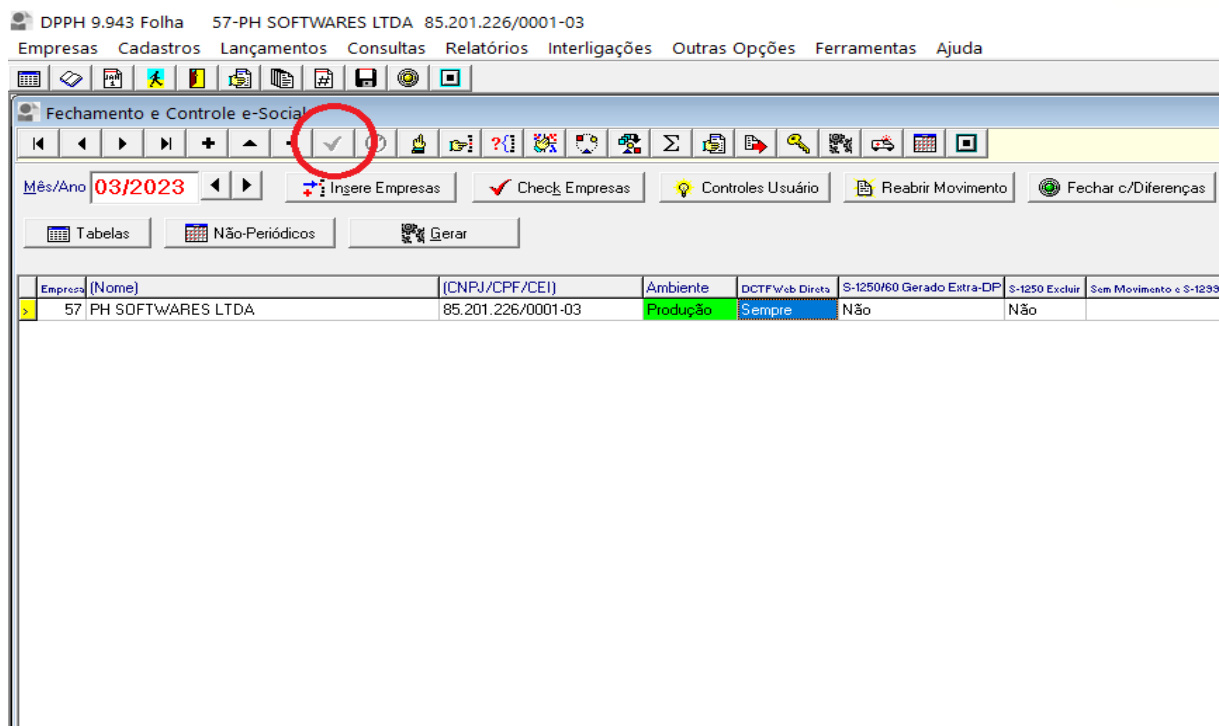 DPPH 9.943 Folha 57-PH SOFTWARES LTDA 85.201.226/0001-03
Empresas Cadastros Lançamentos Consultas Relatórios Interligações Outras Opções Ferramentas Ajuda
Fechamento e Controle e-Social
Mês/Ano 03/2023 Insere Empresas Check Empresas Controles Usuário Reabrir Movimento Fechar c/Diferenças
Tabelas Não-Periódicos Gerar
Empresa (Nome) (CNPJ/CPF/CEI) Ambiente DCTFWeb Direta S-1250/60 Gerado Extra-DP S-1250 Excluir Sem Movimento e S-1299
57 PH SOFTWARES LTDA 85.201.226/0001-03 Produção Sempre Não Não